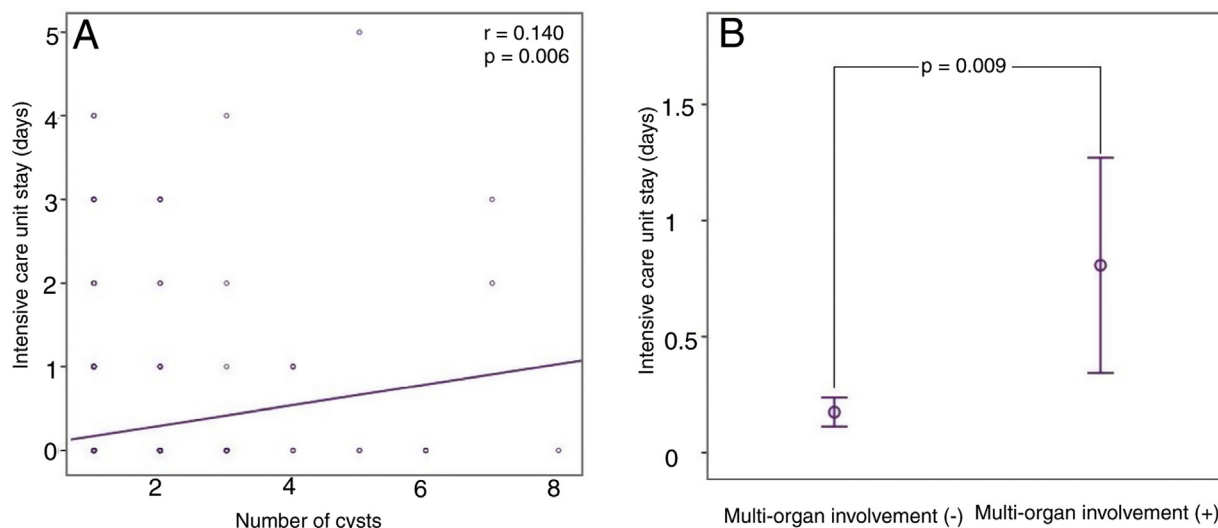 A
r = 0.140
p = 0.006
Intensive care unit stay (days)
5
4
3
2
1
0
2
4
6
8
Number of cysts
B
p = 0.009
Intensive care unit stay (days)
1.5
1
0.5
0
Multi-organ involvement (-)
Multi-organ involvement (+)